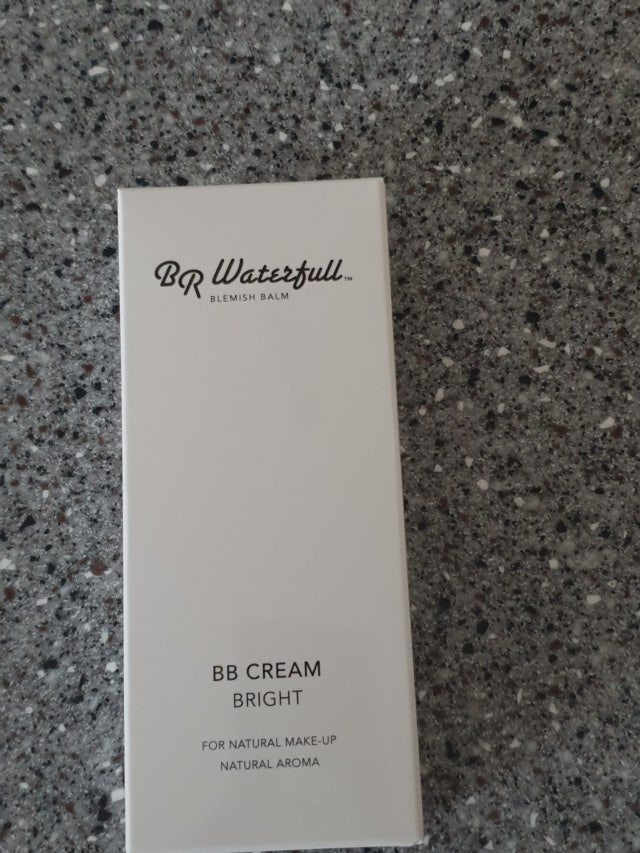 BR Waterfull™
BLEMISH BALM
BB CREAM
BRIGHT
FOR NATURAL MAKE-UP
NATURAL AROMA